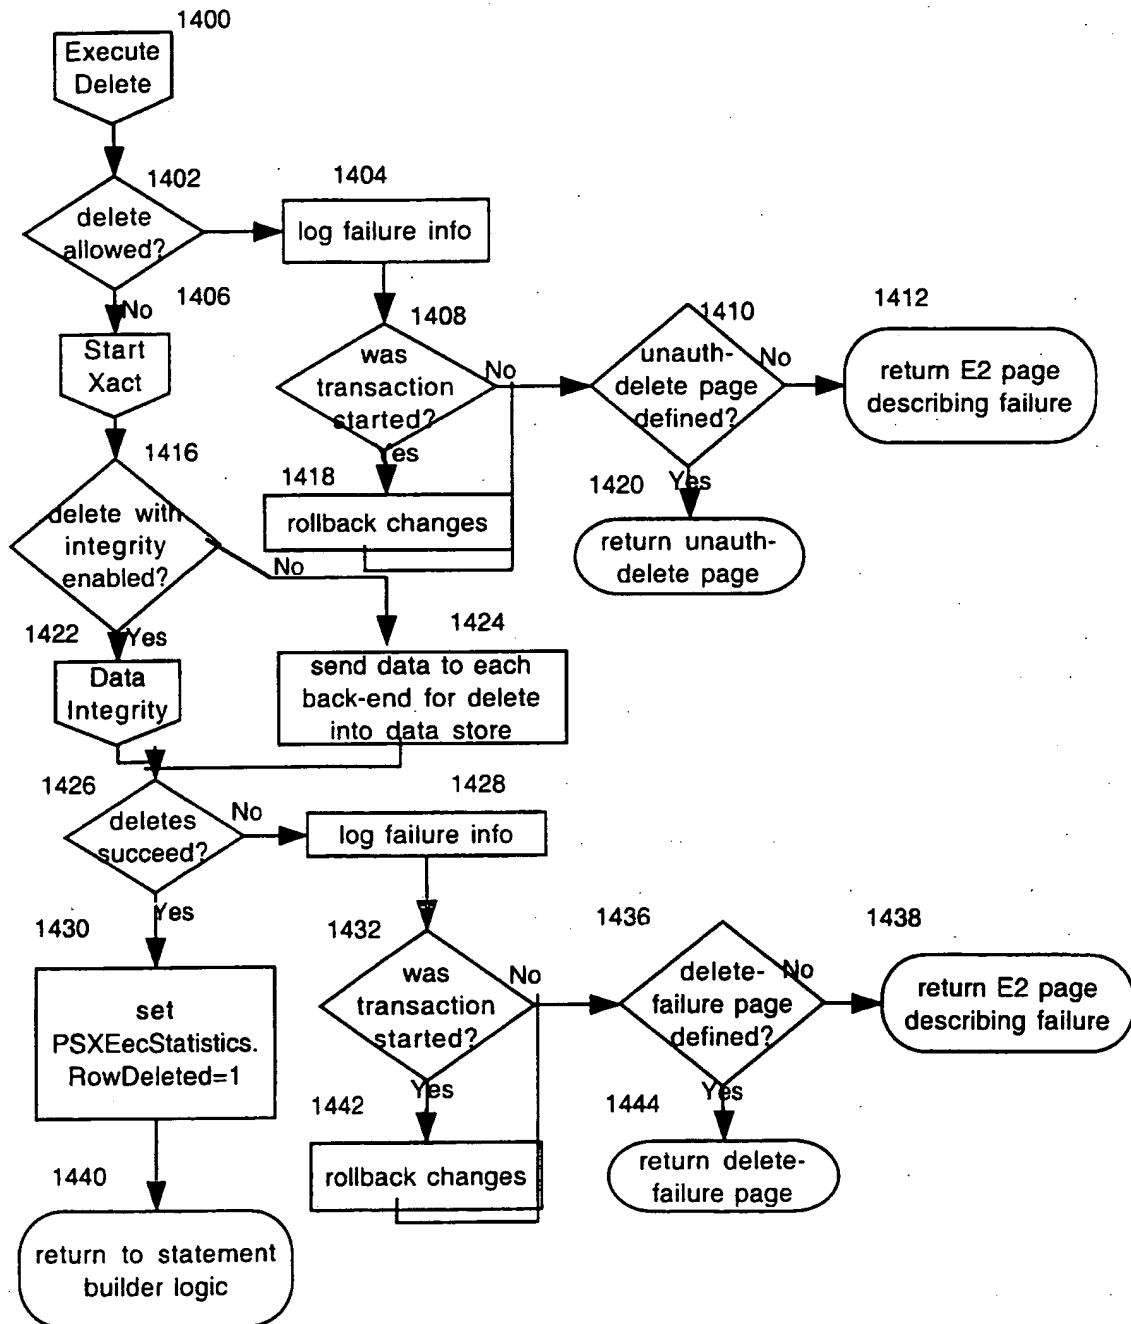 1400
Execute
Delete
1402
delete
allowed?
1404
log failure info
1406
No
Start
Xact
1408
was
transaction
started?
No
Yes
1410
unauth-
delete page
defined?
No
Yes
1412
return E2 page
describing failure
1416
delete with
integrity
enabled?
No
Yes
1418
rollback changes
1420
return unauth-
delete page
1422
Data
Integrity
1424
send data to each
back-end for delete
into data store
1426
deletes
succeed?
No
Yes
1428
log failure info
1430
set
PSXEecStatistics.
RowDeleted=1
1432
was
transaction
started?
No
Yes
1436
delete-
failure page
defined?
No
Yes
1438
return E2 page
describing failure
1440
return to statement
builder logic
1442
rollback changes
1444
return delete-
failure page